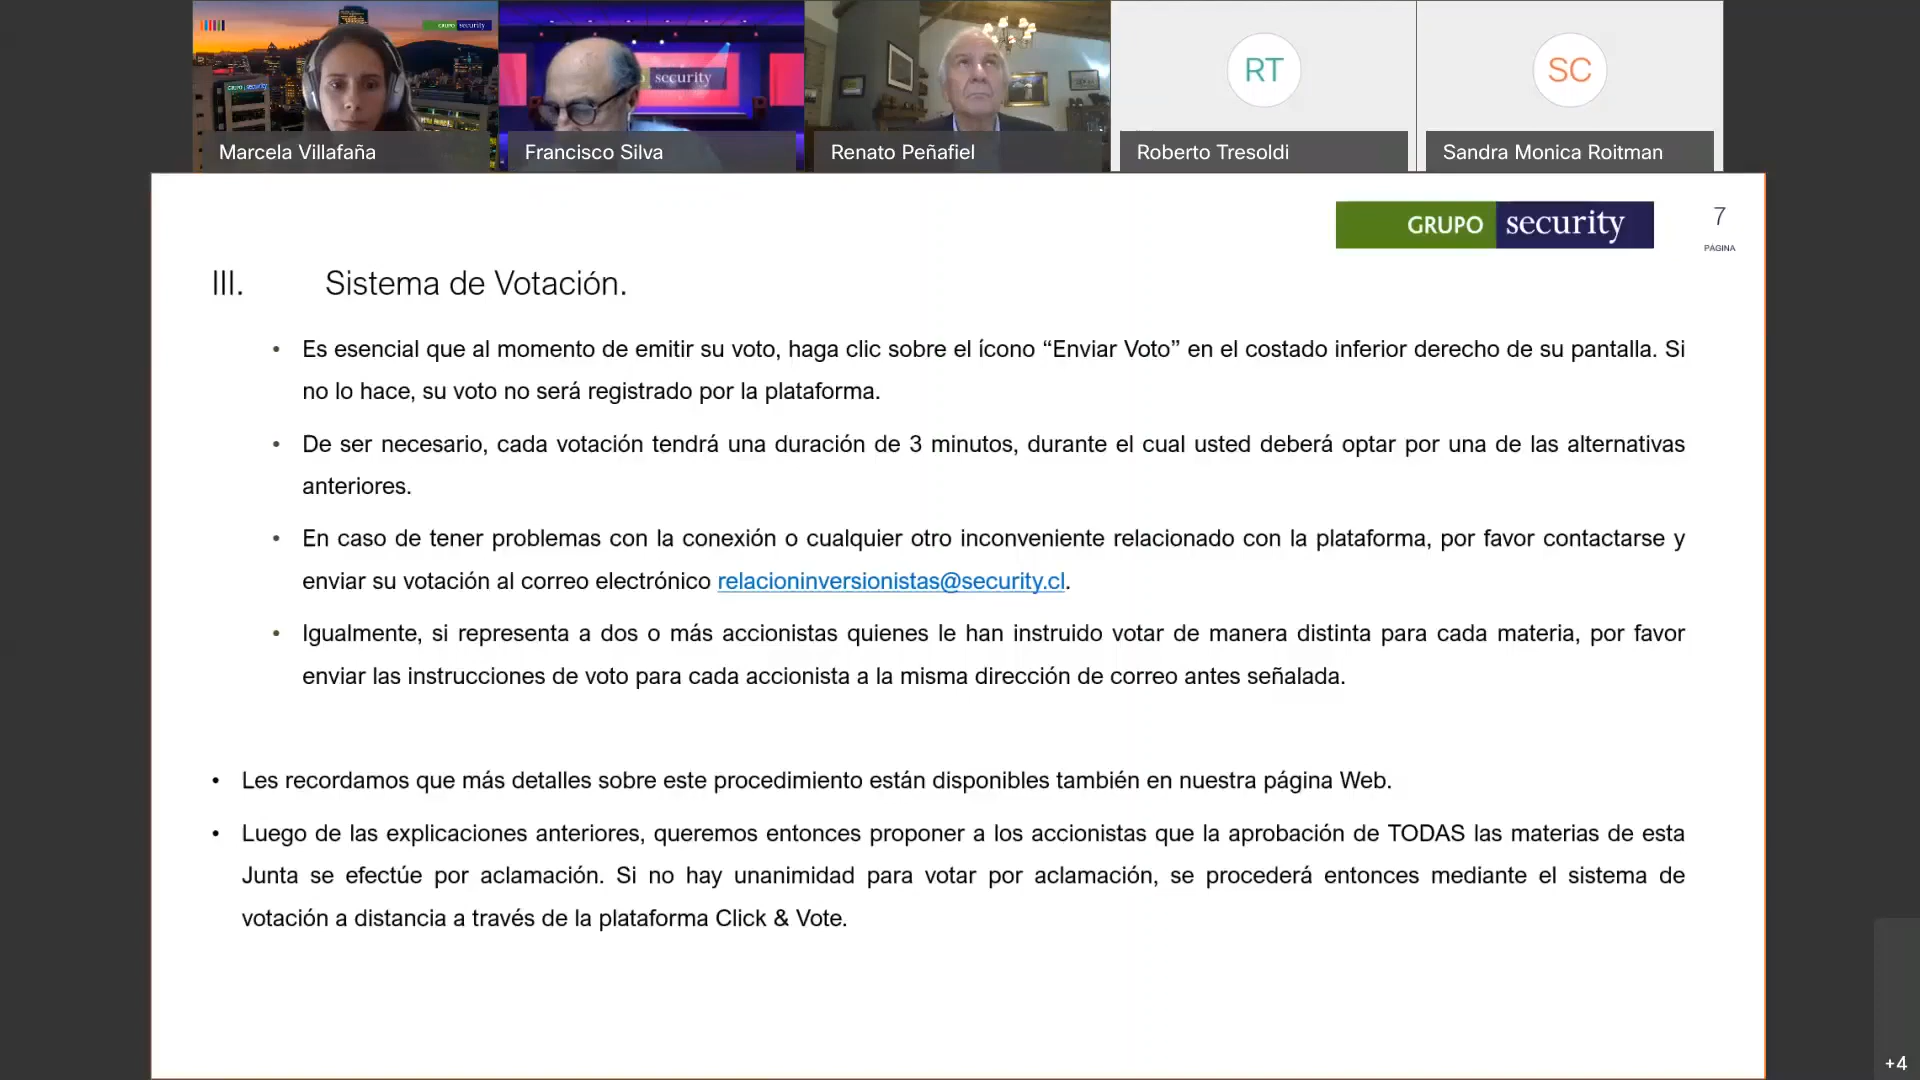 GRUPO security
GRUPO security
security
RT
SC
Marcela Villafaña
Francisco Silva
Renato Peñafiel
Roberto Tresoldi
Sandra Monica Roitman
GRUPO security
7
PÁGINA
III. Sistema de Votación.
• Es esencial que al momento de emitir su voto, haga clic sobre el ícono “Enviar Voto” en el costado inferior derecho de su pantalla. Si
no lo hace, su voto no será registrado por la plataforma.
• De ser necesario, cada votación tendrá una duración de 3 minutos, durante el cual usted deberá optar por una de las alternativas
anteriores.
• En caso de tener problemas con la conexión o cualquier otro inconveniente relacionado con la plataforma, por favor contactarse y
enviar su votación al correo electrónico relacioninversionistas@security.cl.
• Igualmente, si representa a dos o más accionistas quienes le han instruido votar de manera distinta para cada materia, por favor
enviar las instrucciones de voto para cada accionista a la misma dirección de correo antes señalada.
• Les recordamos que más detalles sobre este procedimiento están disponibles también en nuestra página Web.
• Luego de las explicaciones anteriores, queremos entonces proponer a los accionistas que la aprobación de TODAS las materias de esta
Junta se efectúe por aclamación. Si no hay unanimidad para votar por aclamación, se procederá entonces mediante el sistema de
votación a distancia a través de la plataforma Click & Vote.
+4